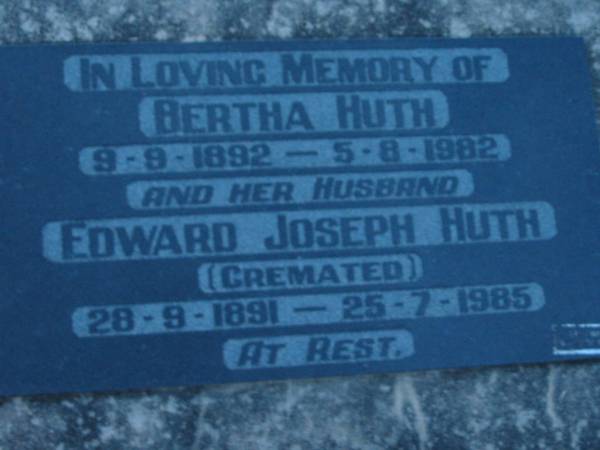 IN LOVING MEMORY OF
BERTHA HUTH
9-9-1892 — 5-8-1982
AND HER HUSBAND
EDWARD JOSEPH HUTH
(CREMATED)
28-9-1891 — 25-7-1985
AT REST.